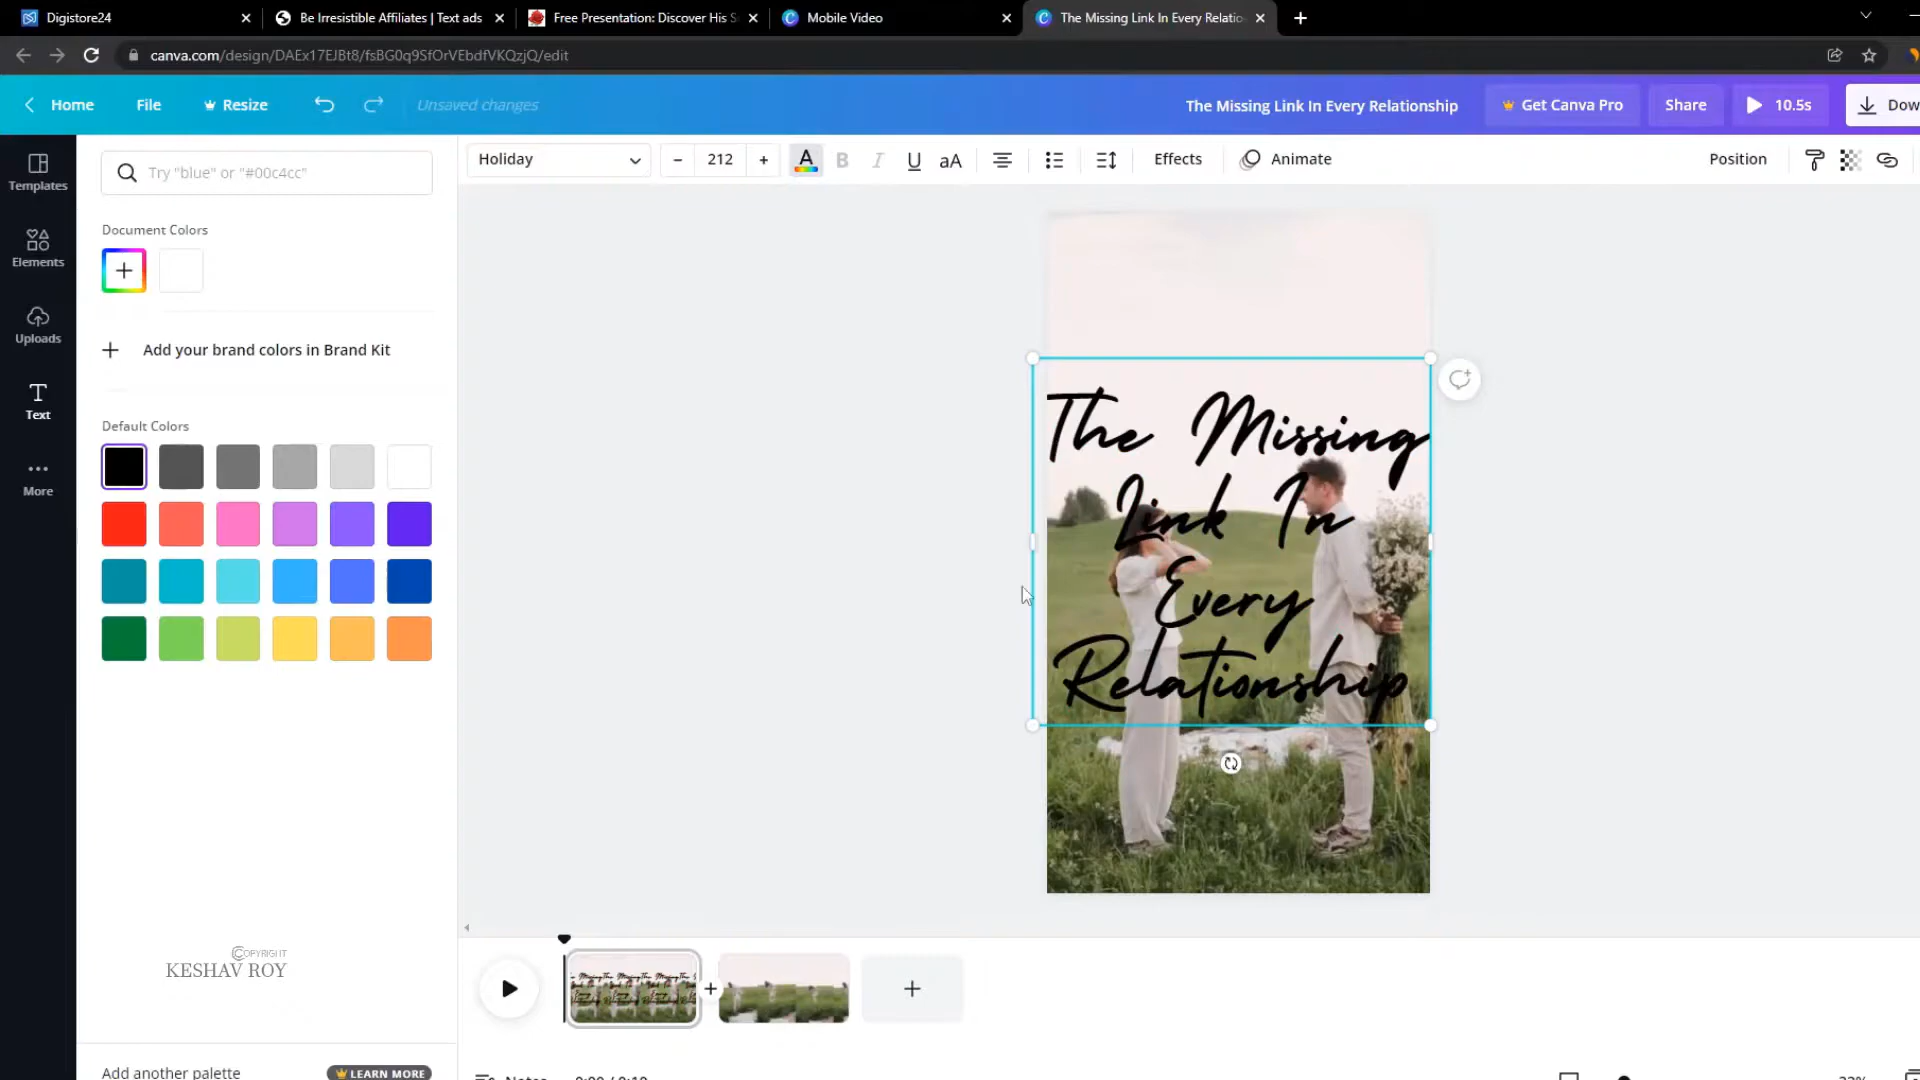 Digistore24
Be Irresistible Affiliates | Text ads
Free Presentation: Discover His S
Mobile Video
The Missing Link In Every Relatio
canva.com/design/DAEx17EJBt8/fsBG0q9SfOrVEbdfVKQzjQ/edit
Home
File
Resize
Unsaved changes
The Missing Link In Every Relationship
Get Canva Pro
Share
10.5s
Dow
Templates
Elements
Uploads
Text
More
Try "blue" or "#00c4cc"
Holiday
212
A
B
I
U
aA
Effects
Animate
Position
Document Colors
Add your brand colors in Brand Kit
Default Colors
The Missing
Link In
Every
Relationship
©COPYRIGHT
KESHAV ROY
Add another palette
LEARN MORE